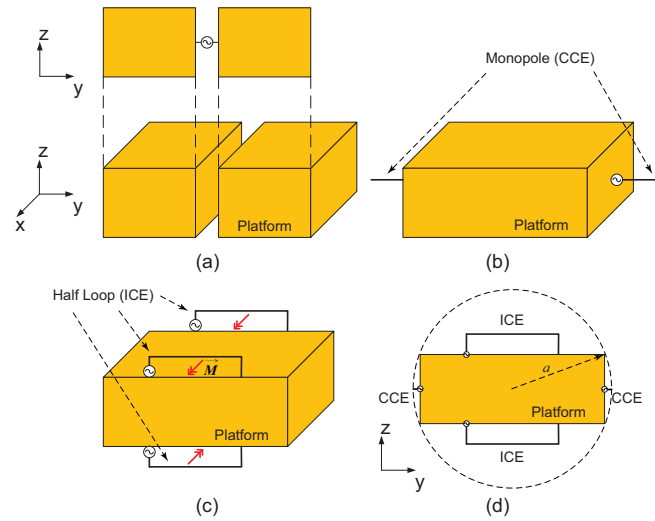 z
y
z
y
x
Platform
(a)
Monopole (CCE)
Platform
(b)
Half Loop (ICE)
M
Platform
(c)
ICE
a
CCE
CCE
Platform
ICE
z
y
(d)